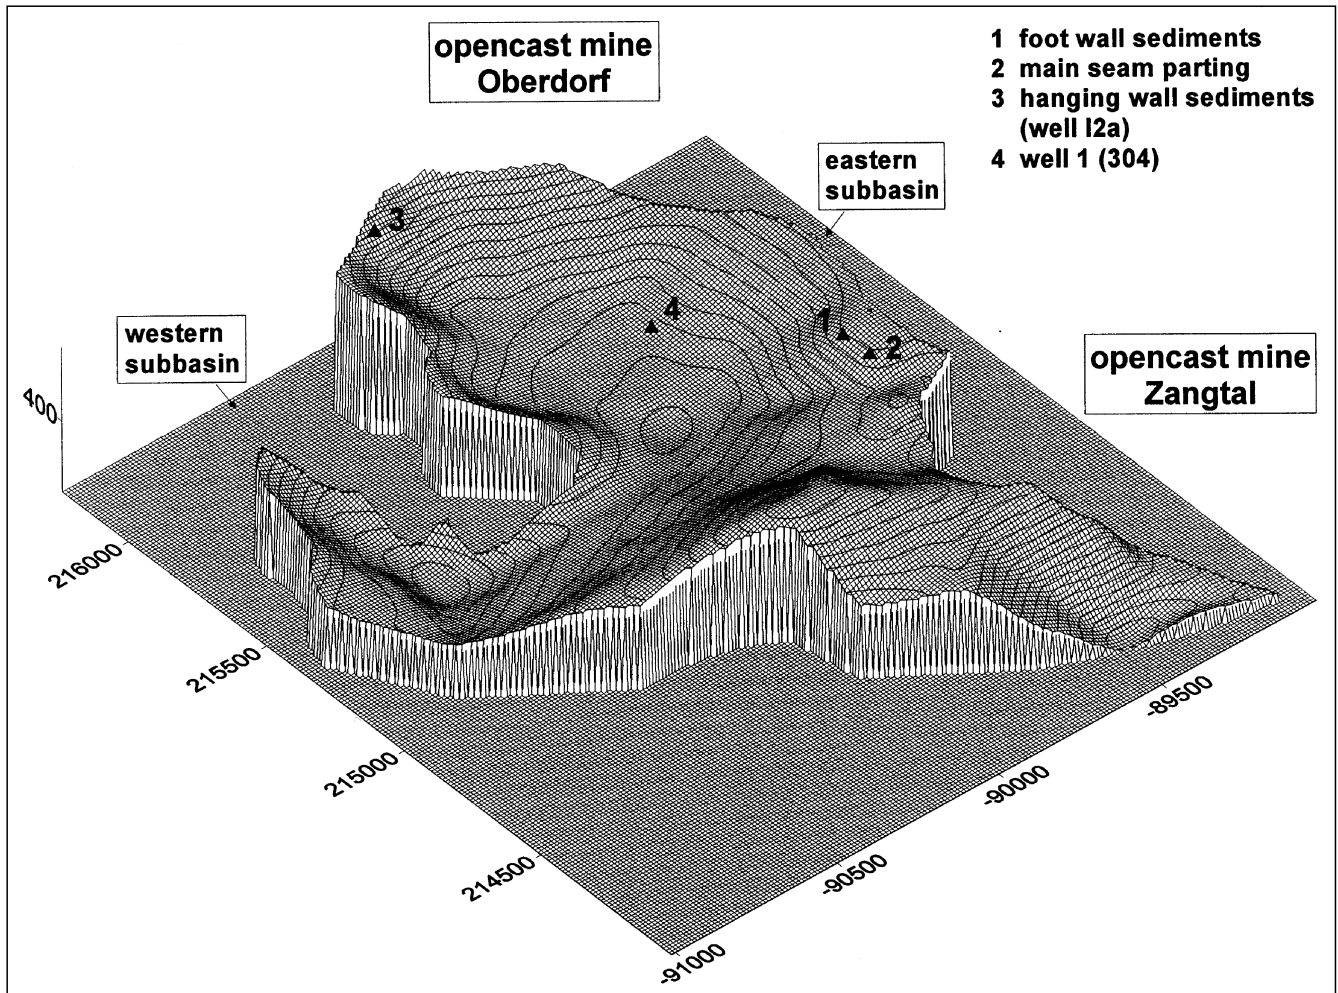 opencast mine
Oberdorf
1 foot wall sediments
2 main seam parting
3 hanging wall sediments
(well I2a)
4 well 1 (304)
eastern
subbasin
3
4
1
2
western
subbasin
opencast mine
Zangtal
400
216000
215500
215000
214500
-91000
-90500
-90000
-89500